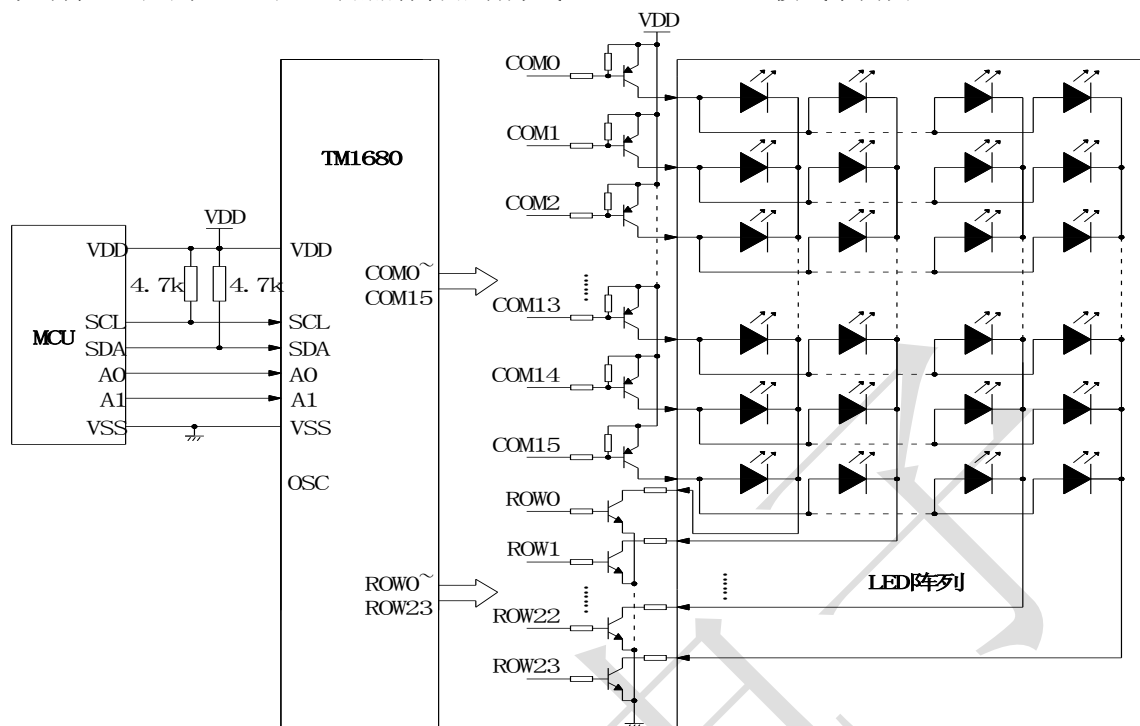 VDD
COM0
COM1
TM1680
COM2
VDD
VDD
VDD
4.7k
4.7k
COM0~
COM15
COM13
MCU
SCL
SCL
SDA
SDA
COM14
A0
A0
A1
A1
VSS
VSS
COM15
OSC
ROW0
ROW1
ROW0~
ROW23
LED阵列
ROW22
ROW23